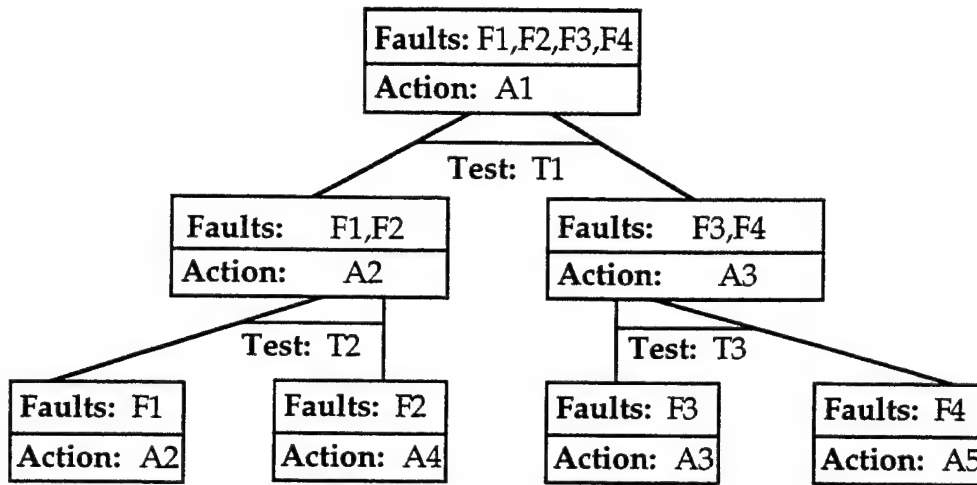 Faults: F1,F2,F3,F4
Action: A1
Test: T1
Faults: F1,F2
Action: A2
Faults: F3,F4
Action: A3
Test: T2
Test: T3
Faults: F1
Action: A2
Faults: F2
Action: A4
Faults: F3
Action: A3
Faults: F4
Action: A5